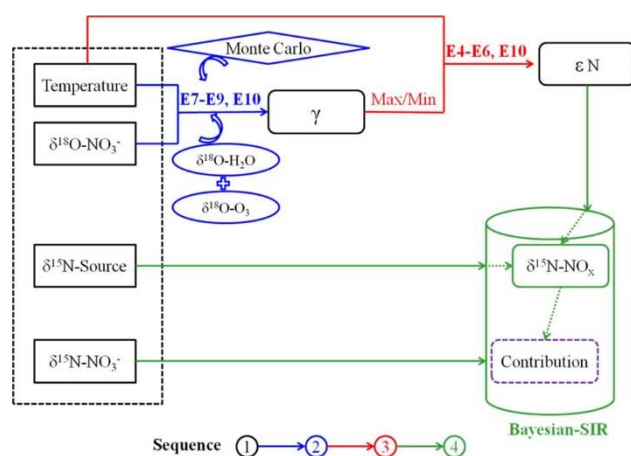 Monte Carlo
E4-E6, E10
Temperature
εN
E7-E9, E10
γ
Max/Min
δ¹⁸O-NO₃⁻
δ¹⁸O-H₂O
δ¹⁸O-O₃
δ¹⁵N-Source
δ¹⁵N-NOₓ
δ¹⁵N-NO₃⁻
Contribution
Bayesian-SIR
Sequence 1 2 3 4